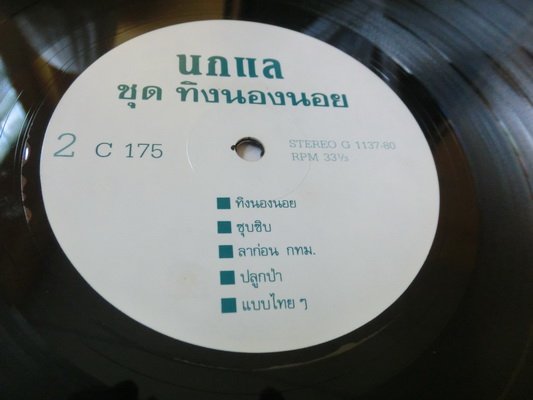 นกแล
ชุด ทิงนองนอย
2 C 175
STEREO G 1137-80
RPM 33⅓
ทิงนองนอย
ซุบซิบ
ลาก่อน กทม.
ปลูกป่า
แบบไทย ๆ